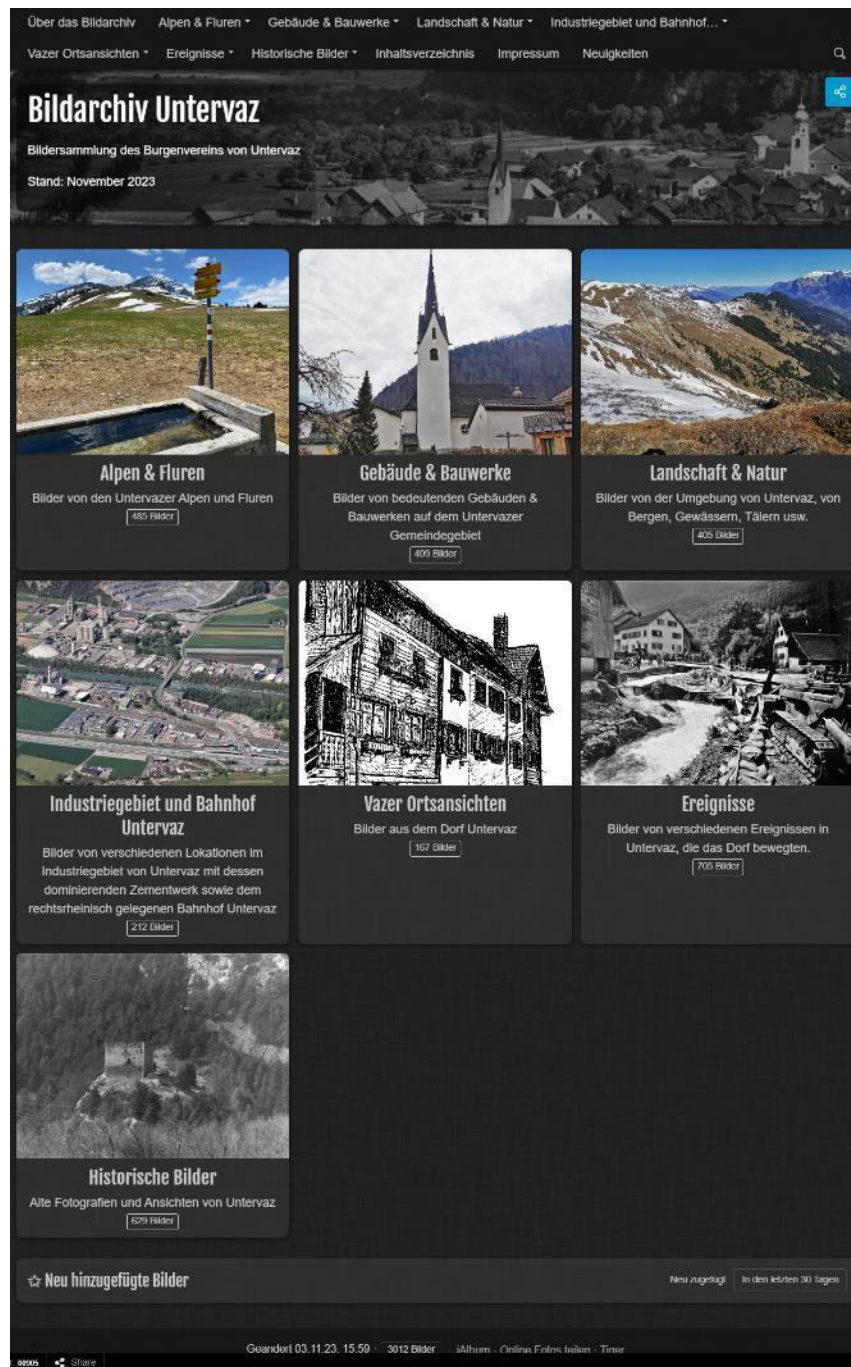 Über das Bildarchiv Alpen & Fluren Gebäude & Bauwerke Landschaft & Natur Industriegebiet und Bahnhof…
Vazer Ortsansichten Ereignisse Historische Bilder Inhaltsverzeichnis Impressum Neuigkeiten
Bildarchiv Untervaz
Bildersammlung des Burgenvereins von Untervaz
Stand: November 2023
Alpen & Fluren
Bilder von den Untervazer Alpen und Fluren
485 Bilder
Gebäude & Bauwerke
Bilder von bedeutenden Gebäuden &
Bauwerken auf dem Untervazer
Gemeindegebiet
409 Bilder
Landschaft & Natur
Bilder von der Umgebung von Untervaz, von
Bergen, Gewässern, Tälern usw.
405 Bilder
Industriegebiet und Bahnhof
Untervaz
Bilder von verschiedenen Lokationen im
Industriegebiet von Untervaz mit dessen
dominierenden Zementwerk sowie dem
rechtsrheinisch gelegenen Bahnhof Untervaz
212 Bilder
Vazer Ortsansichten
Bilder aus dem Dorf Untervaz
167 Bilder
Ereignisse
Bilder von verschiedenen Ereignissen in
Untervaz, die das Dorf bewegten.
705 Bilder
Historische Bilder
Alte Fotografien und Ansichten von Untervaz
629 Bilder
Neu hinzugefügte Bilder
Neu zugefügt In den letzten 30 Tagen
Geändert 03.11.23, 15:59 · 3012 Bilder jAlbum - Online Fotos teilen · Tiger
00905 Share